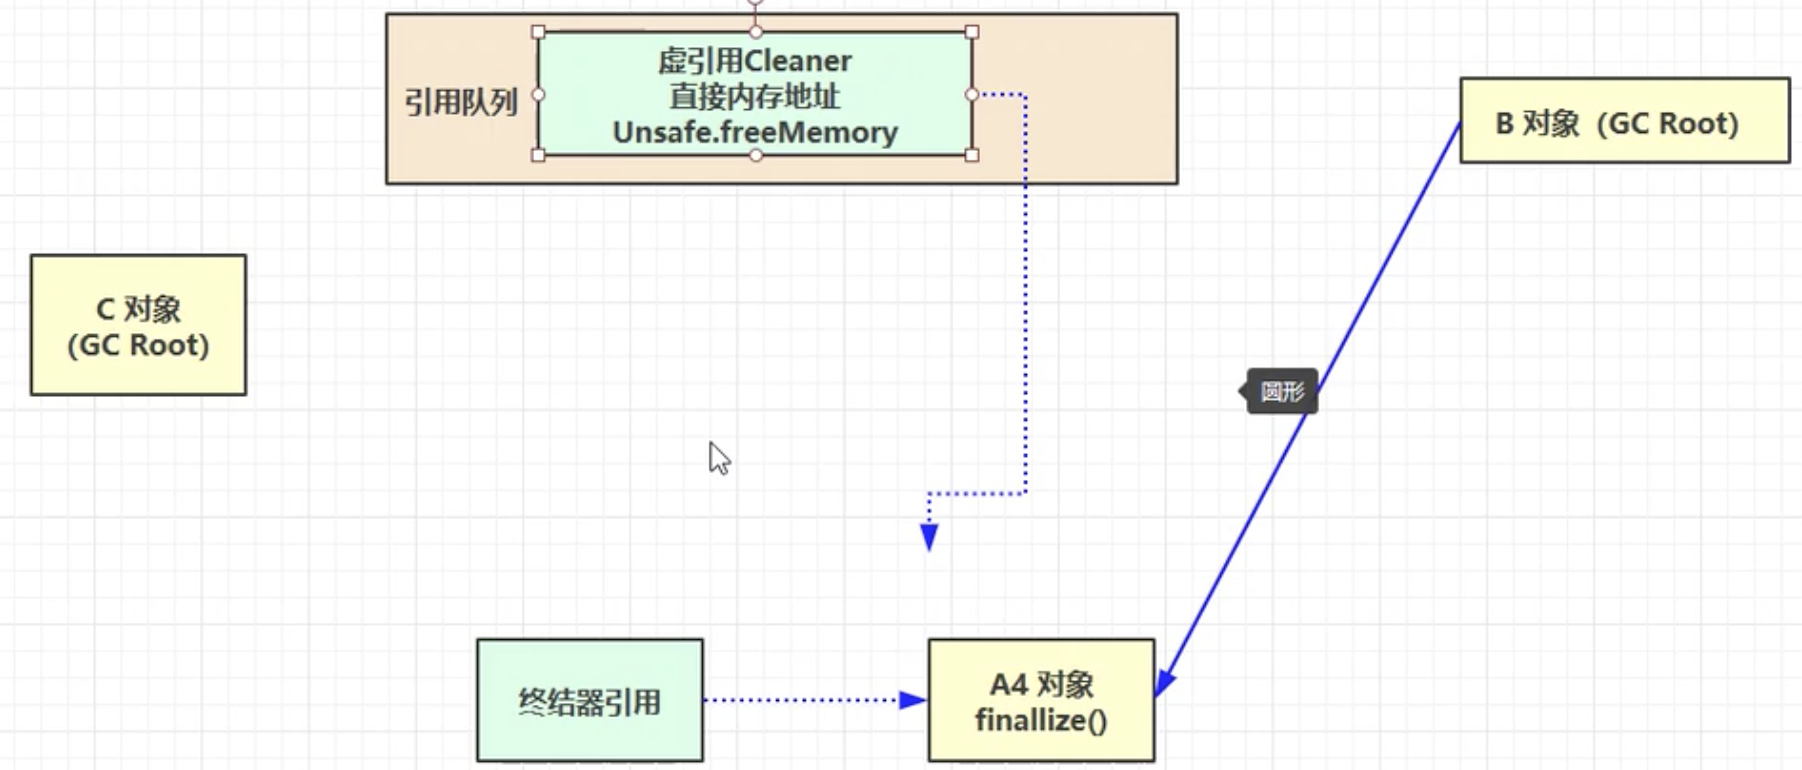 虚引用Cleaner
直接内存地址
Unsafe.freeMemory
引用队列
B 对象 (GC Root)
C 对象
(GC Root)
圆形
终结器引用
A4 对象
finallize()